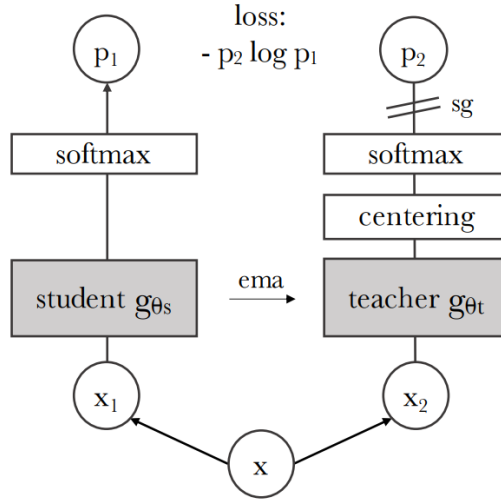 loss:
p₁ - p₂ log p₁ p₂
sg
softmax softmax
centering
student gθs ema teacher gθt
x₁ x₂
x